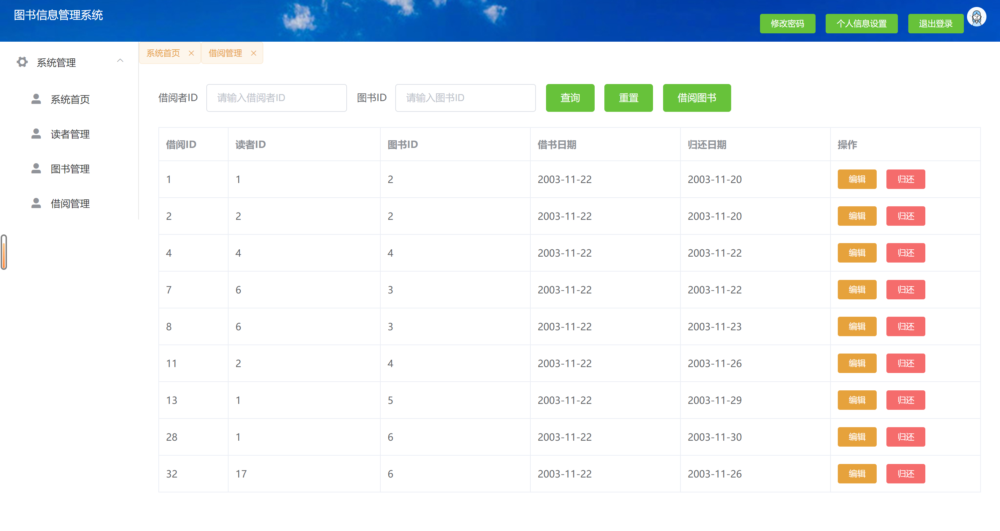 图书信息管理系统
修改密码 个人信息设置 退出登录
系统管理
系统首页
读者管理
图书管理
借阅管理
系统首页 借阅管理
借阅者ID 请输入借阅者ID 图书ID 请输入图书ID 查询 重置 借阅图书
借阅ID 读者ID 图书ID 借书日期 归还日期 操作
1 1 2 2003-11-22 2003-11-20 编辑 归还
2 2 2 2003-11-22 2003-11-20 编辑 归还
4 4 4 2003-11-22 2003-11-22 编辑 归还
7 6 3 2003-11-22 2003-11-22 编辑 归还
8 6 3 2003-11-22 2003-11-23 编辑 归还
11 2 4 2003-11-22 2003-11-26 编辑 归还
13 1 5 2003-11-22 2003-11-29 编辑 归还
28 1 6 2003-11-22 2003-11-30 编辑 归还
32 17 6 2003-11-22 2003-11-26 编辑 归还